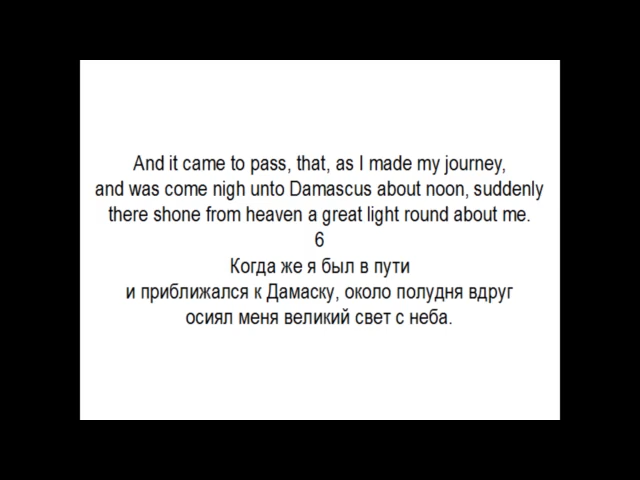 And it came to pass, that, as I made my journey,
and was come nigh unto Damascus about noon, suddenly
there shone from heaven a great light round about me.
6
Когда же я был в пути
и приближался к Дамаску, около полудня вдруг
осиял меня великий свет с неба.